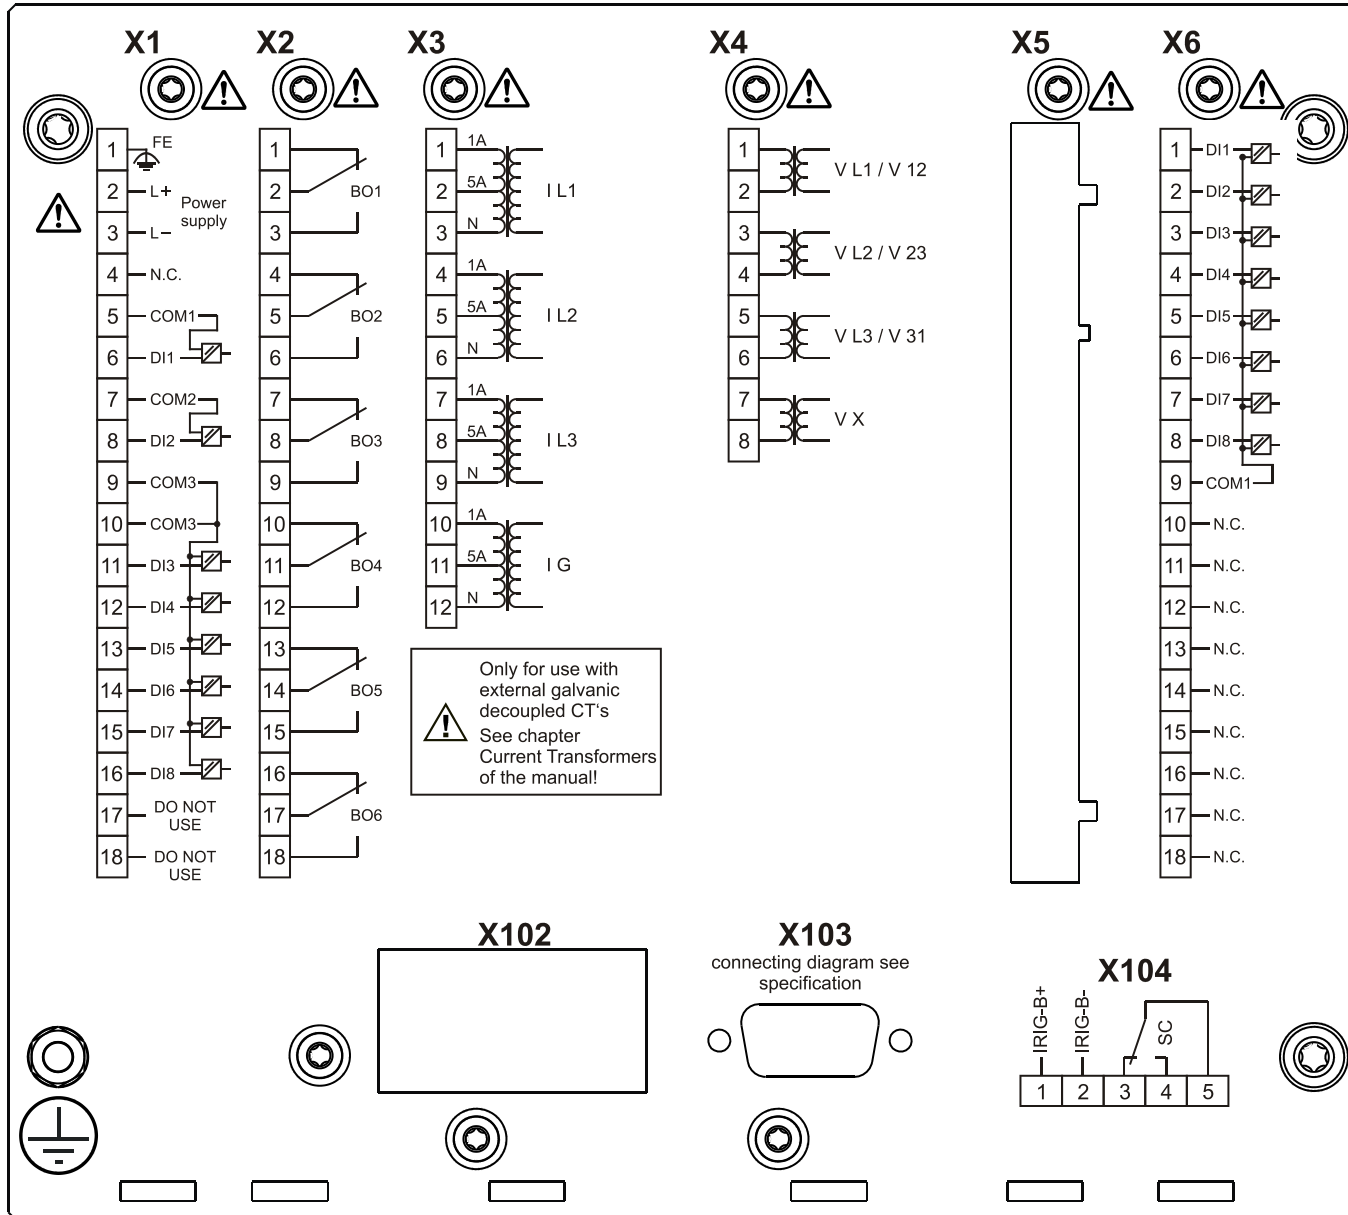 X1
X2
X3
X4
X5
X6
1 FE
2 L+
Power
supply
3 L–
4 N.C.
5 COM1
6 DI1
7 COM2
8 DI2
9 COM3
10 COM3
11 DI3
12 DI4
13 DI5
14 DI6
15 DI7
16 DI8
17 DO NOT
USE
18 DO NOT
USE
1
2 BO1
3
4
5 BO2
6
7
8 BO3
9
10
11 BO4
12
13
14 BO5
15
16
17 BO6
18
1 1A
2 5A I L1
3 N
4 1A
5 5A I L2
6 N
7 1A
8 5A I L3
9 N
10 1A
11 5A I G
12 N
Only for use with
external galvanic
decoupled CT‘s
See chapter
Current Transformers
of the manual!
1
V L1 / V 12
2
3
V L2 / V 23
4
5
V L3 / V 31
6
7
V X
8
1 DI1
2 DI2
3 DI3
4 DI4
5 DI5
6 DI6
7 DI7
8 DI8
9 COM1
10 N.C.
11 N.C.
12 N.C.
13 N.C.
14 N.C.
15 N.C.
16 N.C.
17 N.C.
18 N.C.
X102
X103
connecting diagram see
specification
X104
IRIG-B+
IRIG-B-
SC
1 2 3 4 5